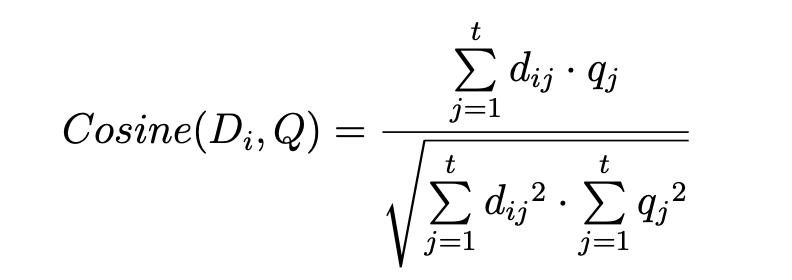 Cosine(D_i, Q) = \frac{\sum_{j=1}^{t} d_{ij} \cdot q_j}{\sqrt{\sum_{j=1}^{t} {d_{ij}}^2 \cdot \sum_{j=1}^{t} {q_j}^2}}